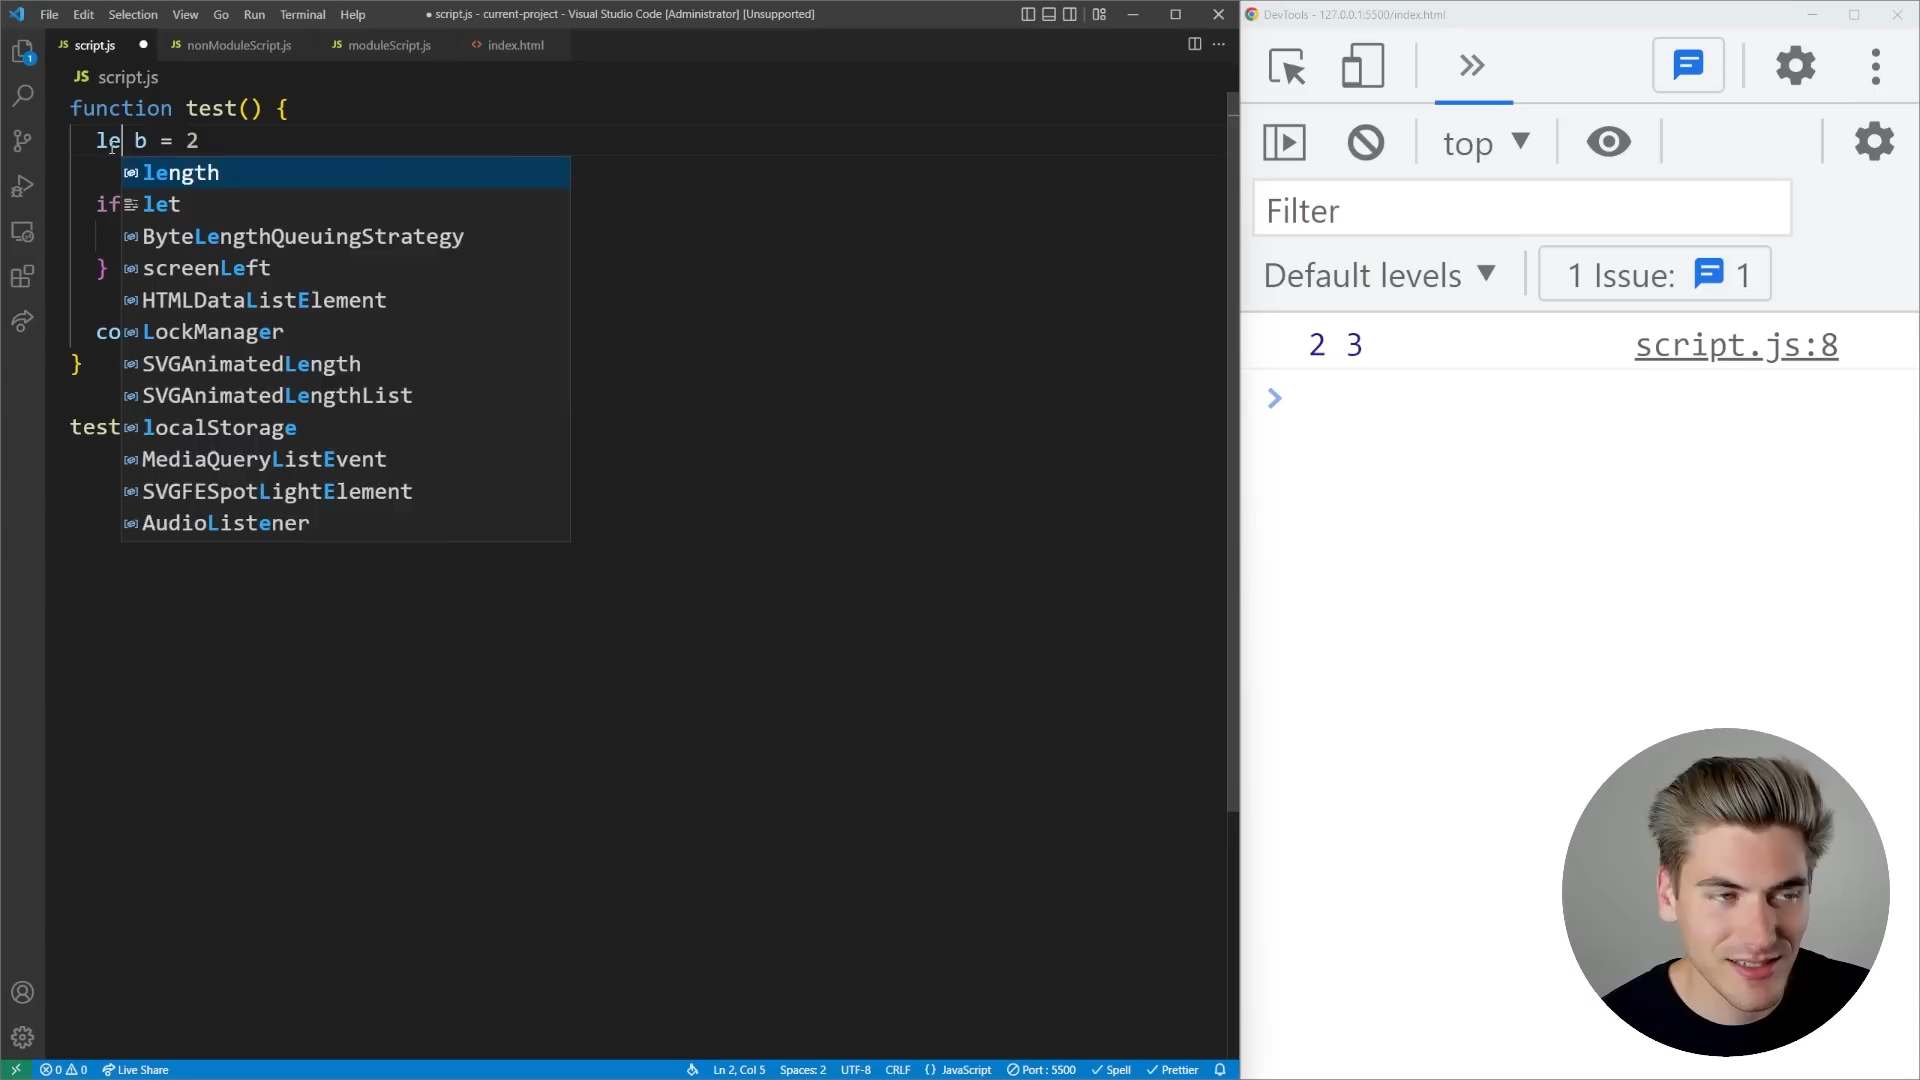 File Edit Selection View Go Run Terminal Help
● script.js - current-project - Visual Studio Code [Administrator] [Unsupported]
JS script.js ●
JS nonModuleScript.js
JS moduleScript.js
<> index.html
JS script.js
function test() {
le b = 2
length
if
let
ByteLengthQueuingStrategy
}
screenLeft
HTMLDataListElement
co
LockManager
}
SVGAnimatedLength
SVGAnimatedLengthList
test
localStorage
MediaQueryListEvent
SVGFESpotLightElement
AudioListener
1
0 0 Live Share
Ln 2, Col 5 Spaces: 2 UTF-8 CRLF {} JavaScript Port : 5500 Spell Prettier
DevTools - 127.0.0.1:5500/index.html
top
Filter
Default levels
1 Issue: 1
2 3 script.js:8